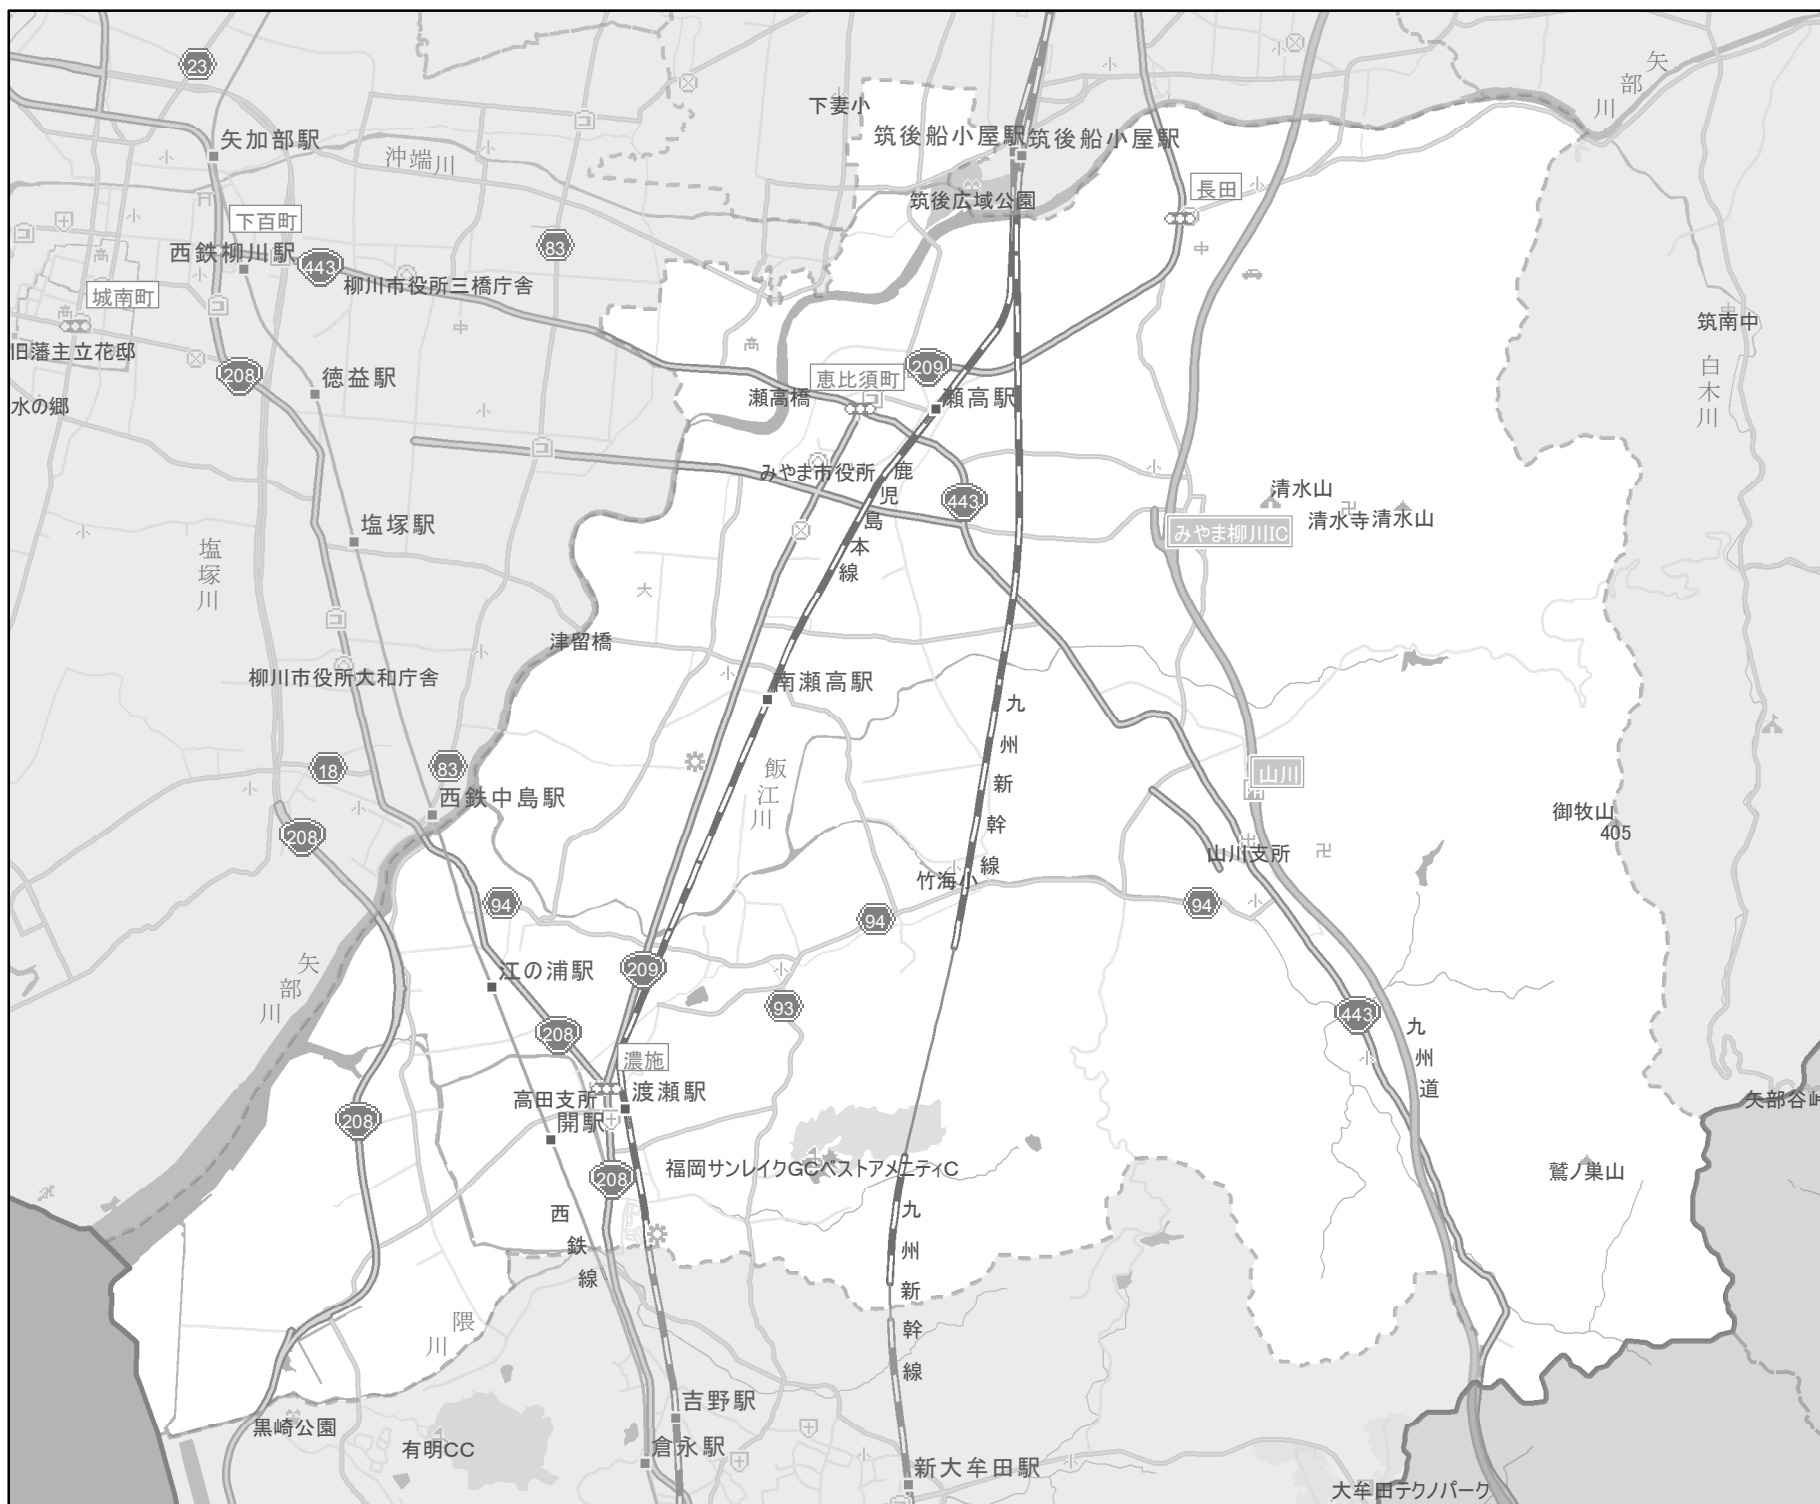 23
下妻小
矢部川
矢加部駅
沖端川
筑後船小屋駅
筑後船小屋駅
長田
筑後広域公園
下百町
西鉄柳川駅
443
83
柳川市役所三橋庁舎
城南町
旧藩主立花邸
208
徳益駅
水の郷
恵比須町
209
瀬高橋
瀬高駅
筑南中
白木川
みやま市役所
鹿児島本線
443
清水山
清水寺
清水山
みやま柳川IC
塩塚駅
塩塚川
大
津留橋
柳川市役所大和庁舎
南瀬高駅
九州新幹線
飯江川
18
83
西鉄中島駅
208
山川
御牧山
405
山川支所
竹海小
94
94
94
矢部川
江の浦駅
209
93
208
443
九州道
濃施
高田支所
渡瀬駅
開駅
208
矢部谷峠
208
福岡サンレイクGC
ベストアメニティC
鷲ノ巣山
西鉄線
九州新幹線
隈川
黒崎公園
有明CC
吉野駅
倉永駅
新大牟田駅
大牟田テクノパーク